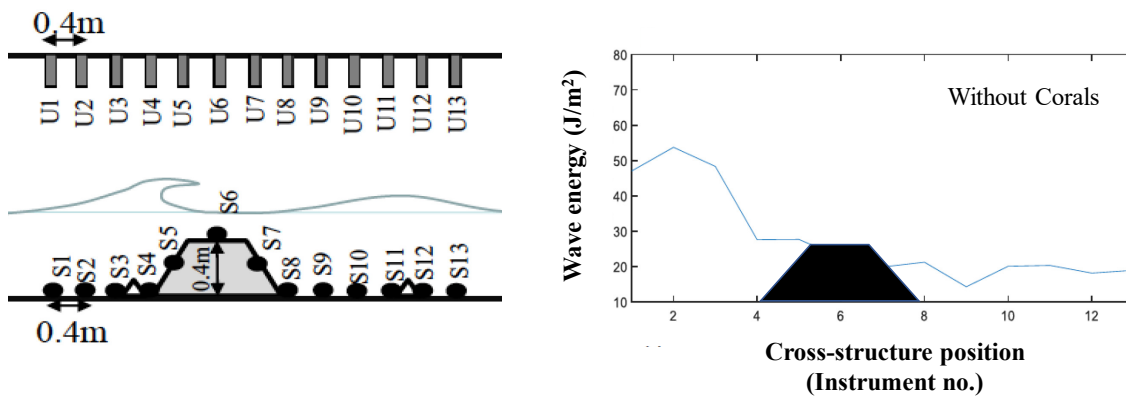 0.4m
U1
U2
U3
U4
U5
U6
U7
U8
U9
U10
U11
U12
U13
S1
S2
S3
S4
S5
S6
S7
S8
S9
S10
S11
S12
S13
0.4m
0.4m
Wave energy (J/m²)
80
70
60
50
40
30
20
10
Without Corals
2
4
6
8
10
12
Cross-structure position
(Instrument no.)